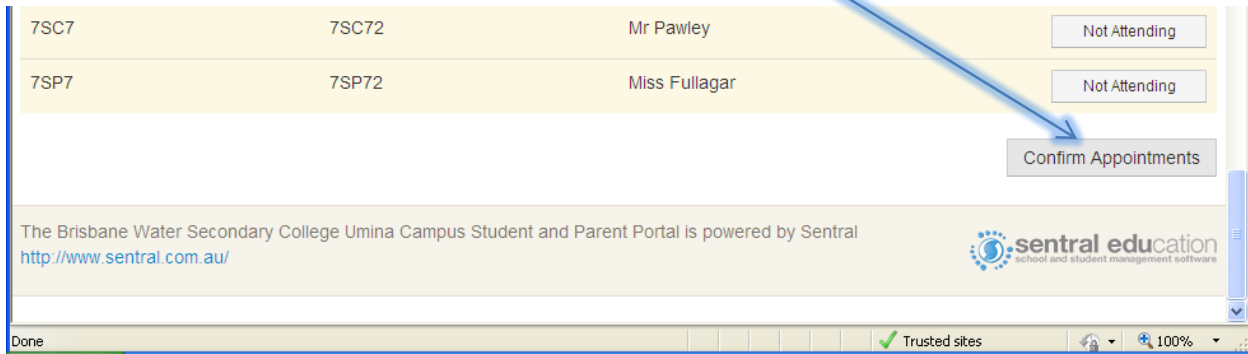 7SC7 7SC72 Mr Pawley Not Attending
7SP7 7SP72 Miss Fullagar Not Attending
Confirm Appointments
The Brisbane Water Secondary College Umina Campus Student and Parent Portal is powered by Sentral
http://www.sentral.com.au/
sentral education
school and student management software
Done Trusted sites 100%